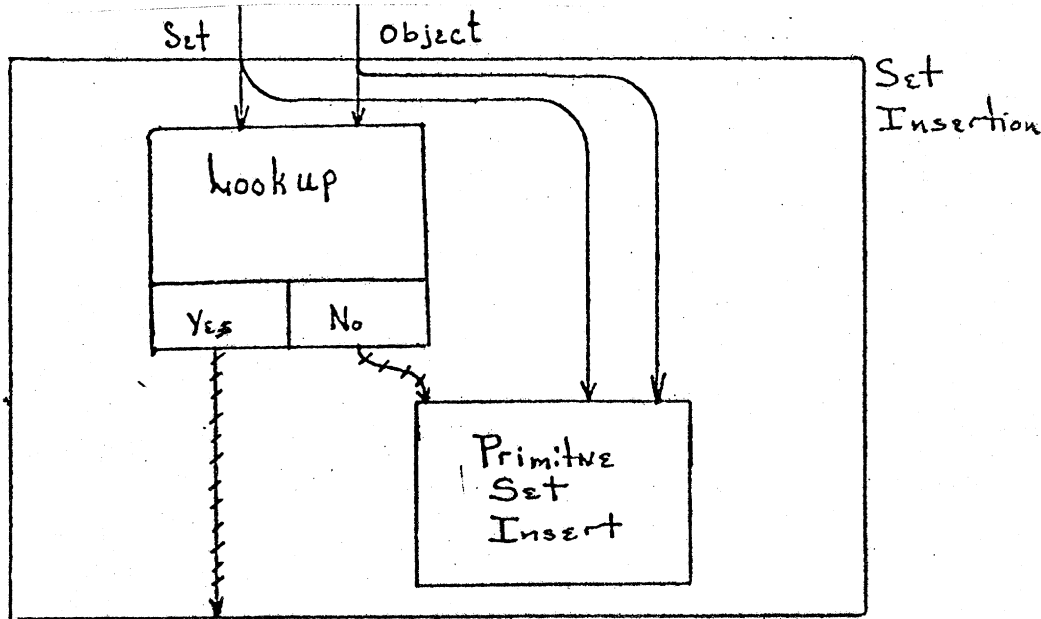 Set
Object
Set
Insertion
Lookup
Yes
No
Primitive
Set
Insert